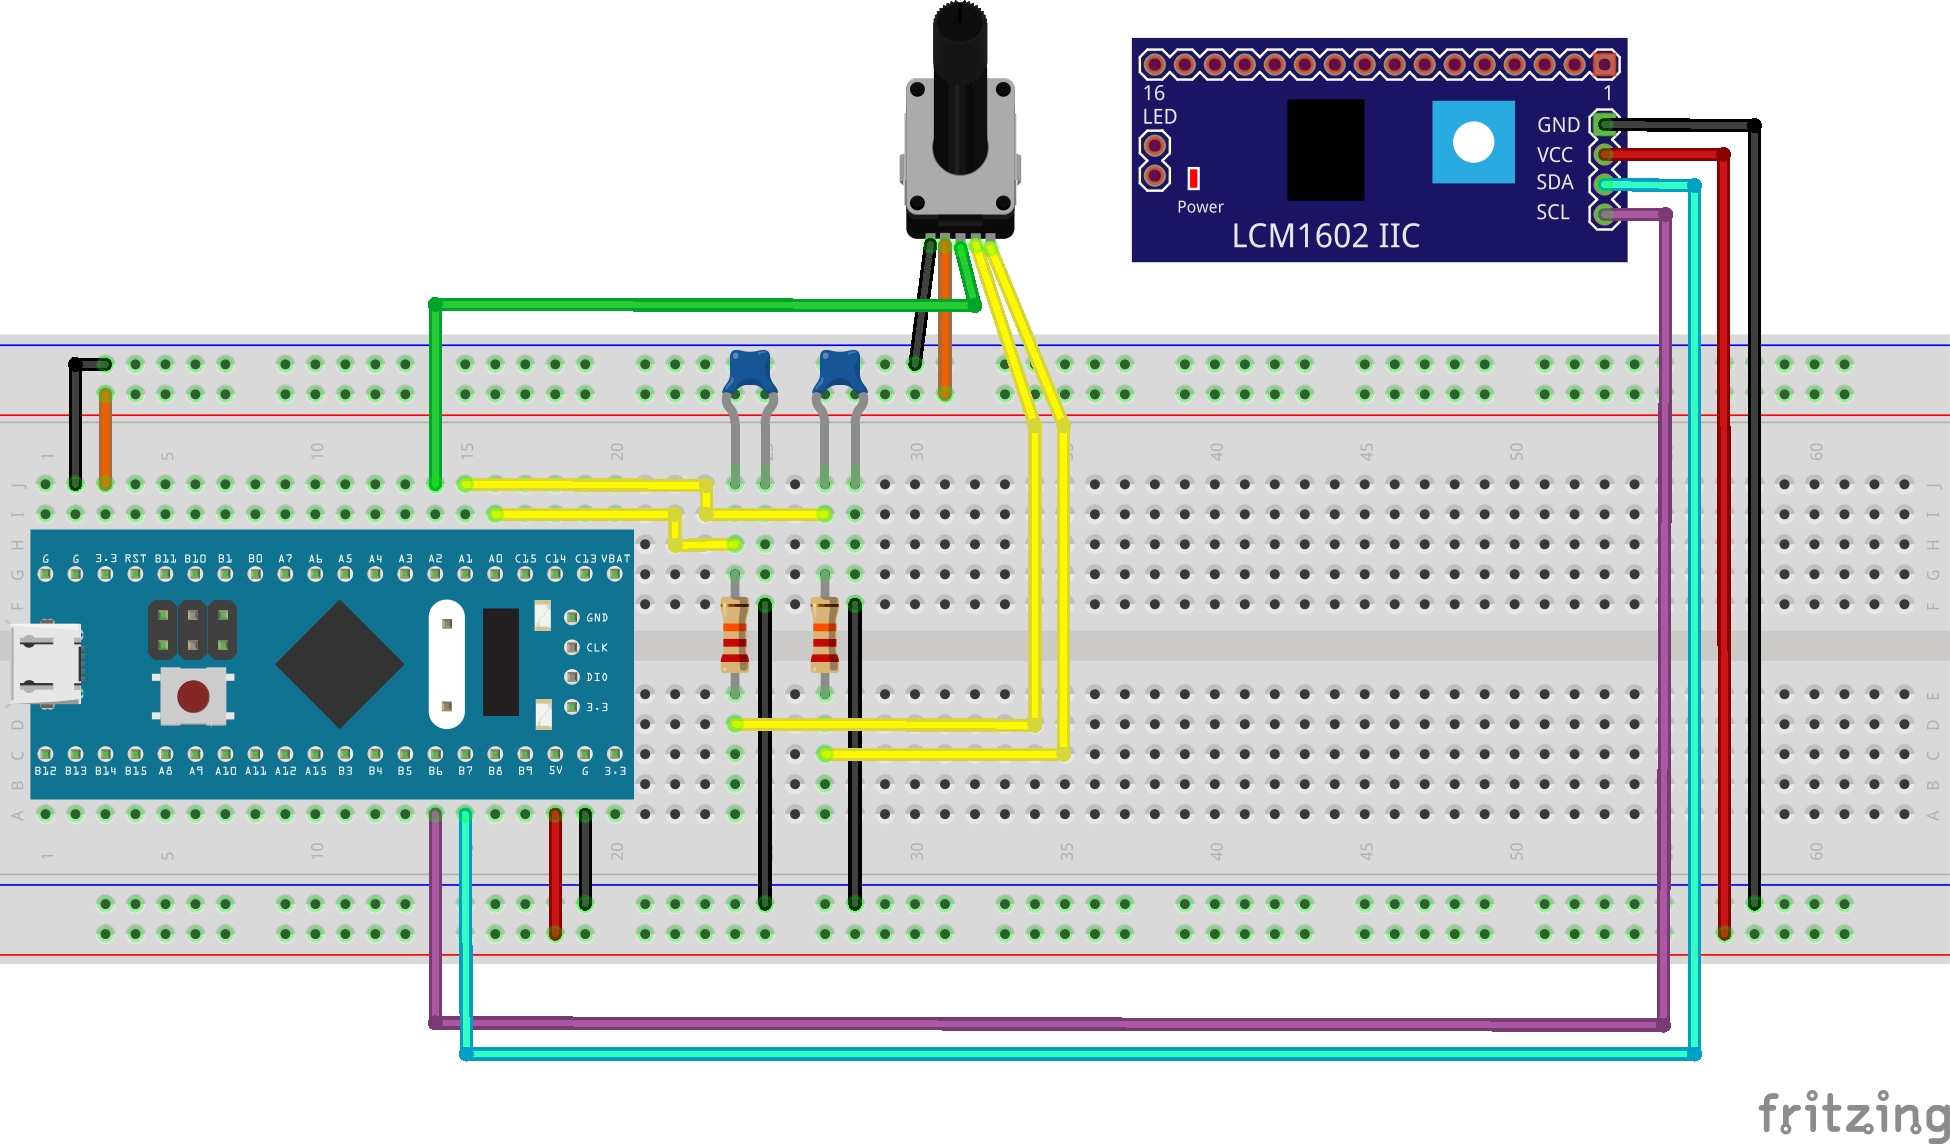 16
1
LED
GND
VCC
SDA
SCL
Power
LCM1602 IIC
1 5 10 15 20 30 35 40 45 50 60
J J
I I
H H
G G
F F
G G 3.3 RST B11 B10 B1 B0 A7 A6 A5 A4 A3 A2 A1 A0 C15 C14 C13 VBAT
GND
CLK
DIO
3.3
E
D D
C C
B B
A A
B12 B13 B14 B15 A8 A9 A10 A11 A12 A15 B3 B4 B5 B6 B7 B8 B9 5V G 3.3
1 5 10 20 30 35 40 45 50 60
fritzing